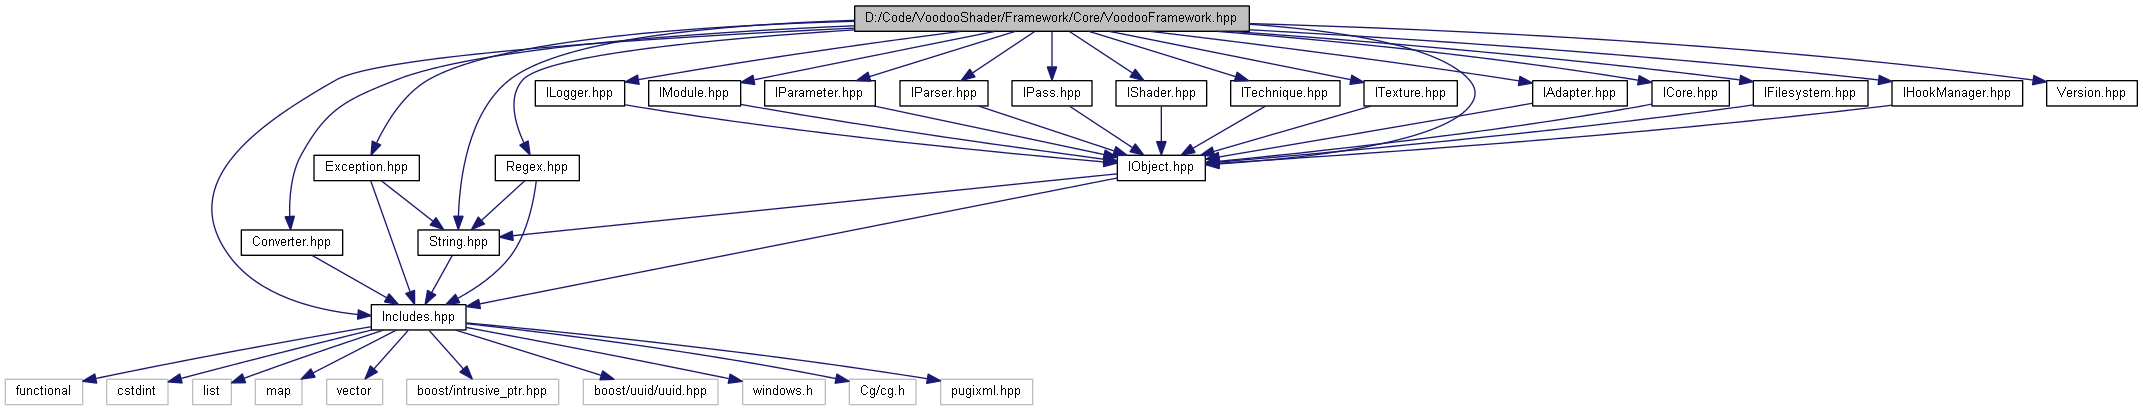 D:/Code/VoodooShader/Framework/Core/VoodooFramework.hpp
ILogger.hpp
IModule.hpp
IParameter.hpp
IParser.hpp
IPass.hpp
IShader.hpp
ITechnique.hpp
ITexture.hpp
IAdapter.hpp
ICore.hpp
IFilesystem.hpp
IHookManager.hpp
Version.hpp
Exception.hpp
Regex.hpp
IObject.hpp
Converter.hpp
String.hpp
Includes.hpp
functional
cstdint
list
map
vector
boost/intrusive_ptr.hpp
boost/uuid/uuid.hpp
windows.h
Cg/cg.h
pugixml.hpp